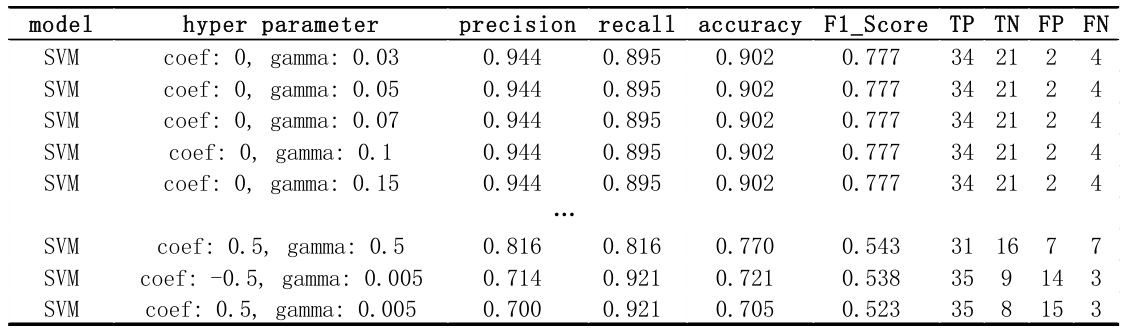 model hyper parameter precision recall accuracy F1_Score TP TN FP FN
SVM coef: 0, gamma: 0.03 0.944 0.895 0.902 0.777 34 21 2 4
SVM coef: 0, gamma: 0.05 0.944 0.895 0.902 0.777 34 21 2 4
SVM coef: 0, gamma: 0.07 0.944 0.895 0.902 0.777 34 21 2 4
SVM coef: 0, gamma: 0.1 0.944 0.895 0.902 0.777 34 21 2 4
SVM coef: 0, gamma: 0.15 0.944 0.895 0.902 0.777 34 21 2 4
…
SVM coef: 0.5, gamma: 0.5 0.816 0.816 0.770 0.543 31 16 7 7
SVM coef: -0.5, gamma: 0.005 0.714 0.921 0.721 0.538 35 9 14 3
SVM coef: 0.5, gamma: 0.005 0.700 0.921 0.705 0.523 35 8 15 3